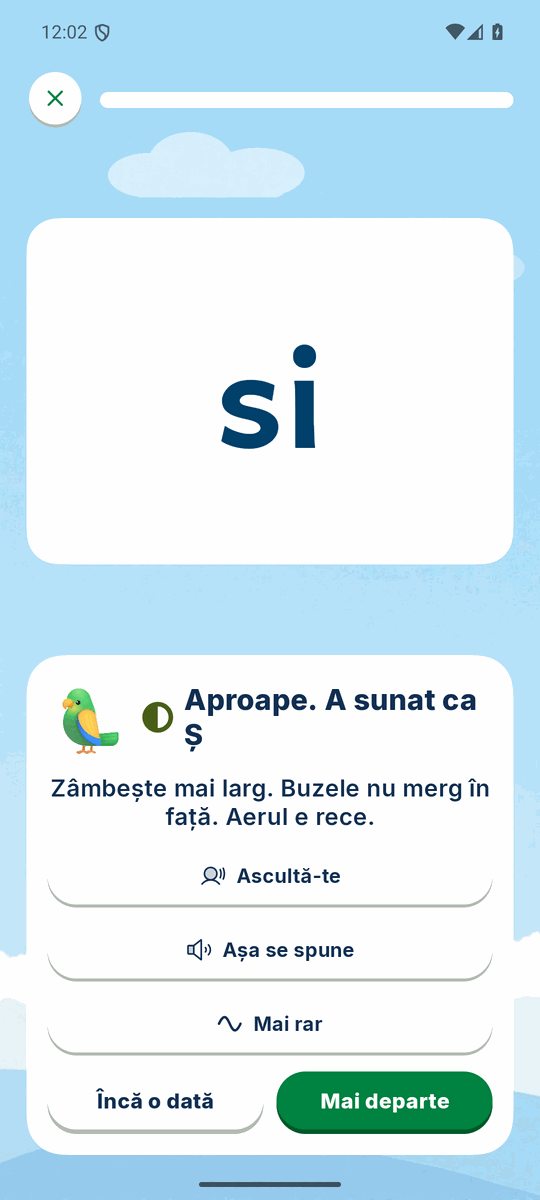 12:02
si
Aproape. A sunat ca
Ș
Zâmbește mai larg. Buzele nu merg în
față. Aerul e rece.
Ascultă-te
Așa se spune
Mai rar
Încă o dată
Mai departe